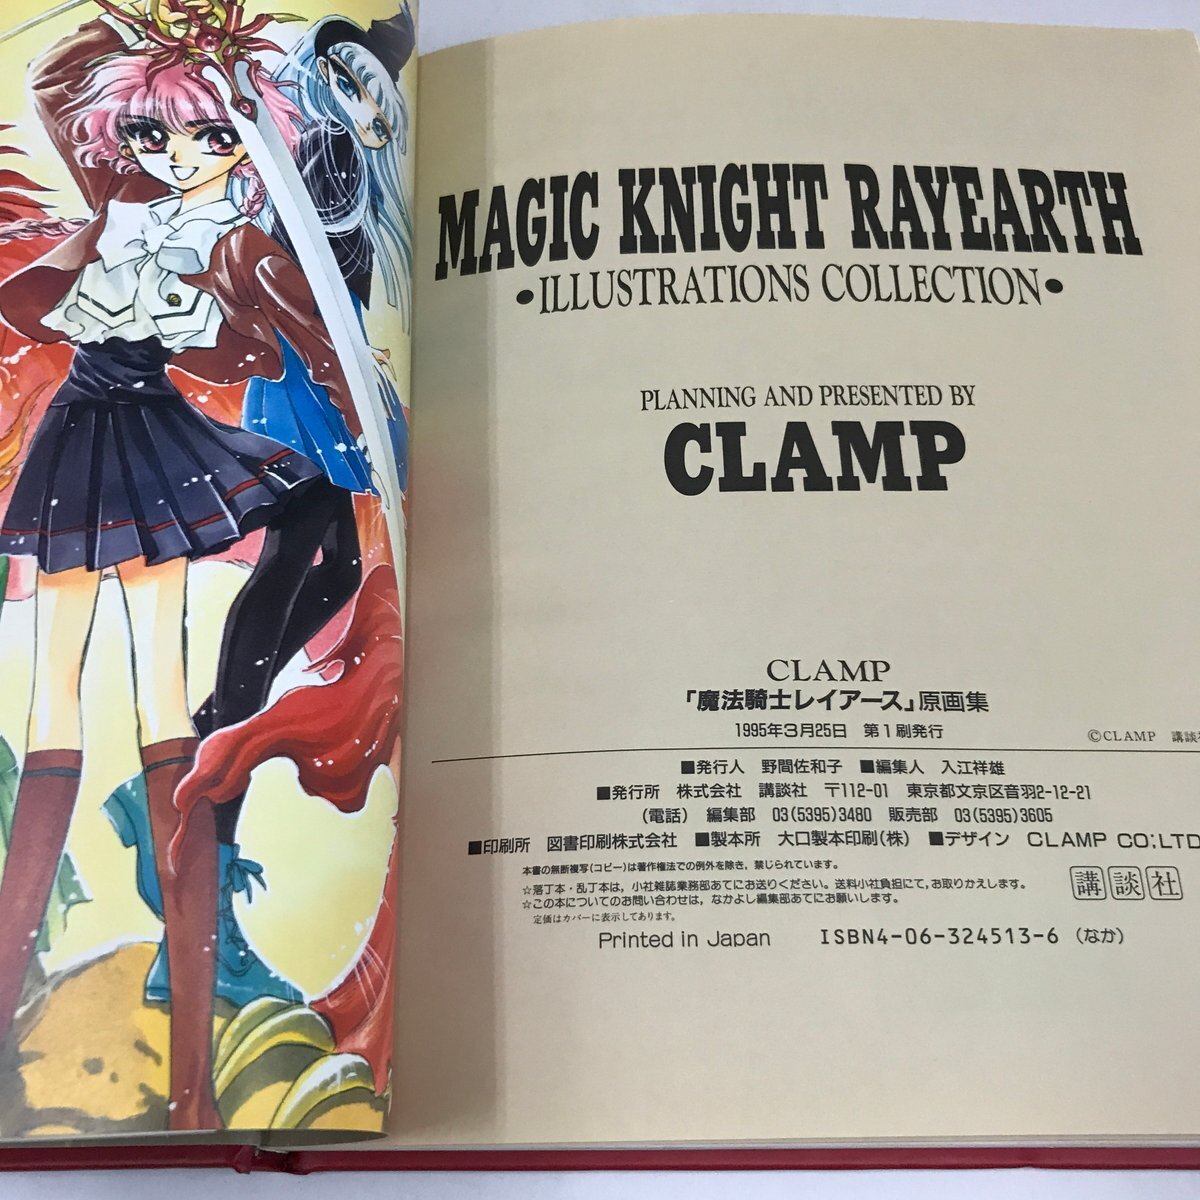 MAGIC KNIGHT RAYEARTH
•ILLUSTRATIONS COLLECTION•
PLANNING AND PRESENTED BY
CLAMP
CLAMP
「魔法騎士レイアース」原画集
1995年3月25日 第1刷発行
©CLAMP 講談社
■発行人 野間佐和子 ■編集人 入江祥雄
■発行所 株式会社 講談社 〒112-01 東京都文京区音羽2-12-21
(電話) 編集部 03(5395)3480 販売部 03(5395)3605
■印刷所 図書印刷株式会社 ■製本所 大口製本印刷(株) ■デザイン CLAMP CO;LTD
本書の無断複写(コピー)は著作権法での例外を除き、禁じられています。
☆落丁本・乱丁本は、小社雑誌業務部あてにお送りください。送料小社負担にて、お取りかえします。
☆この本についてのお問い合わせは、なかよし編集部あてにお願いします。
定価はカバーに表示してあります。
講談社
Printed in Japan ISBN4-06-324513-6 (なか)